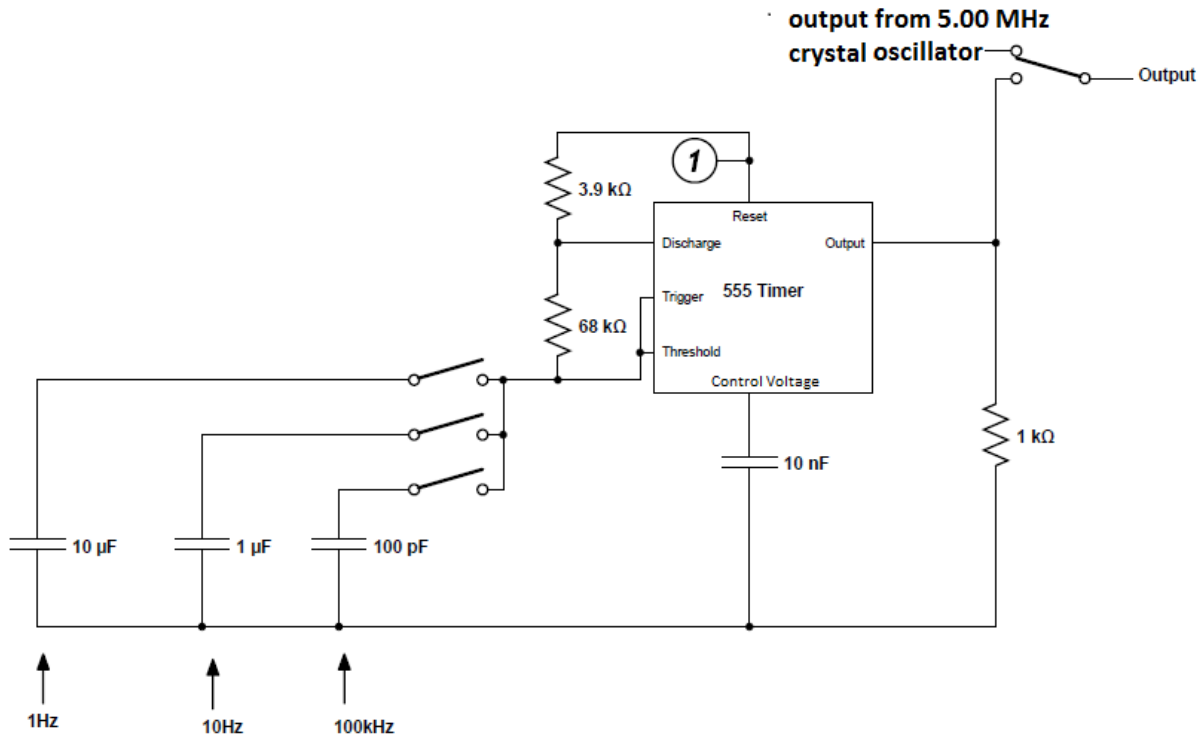 output from 5.00 MHz
crystal oscillator
Output
1
3.9 kΩ
Reset
Discharge
Output
Trigger
555 Timer
68 kΩ
Threshold
Control Voltage
1 kΩ
10 nF
10 µF
1 µF
100 pF
1Hz
10Hz
100kHz